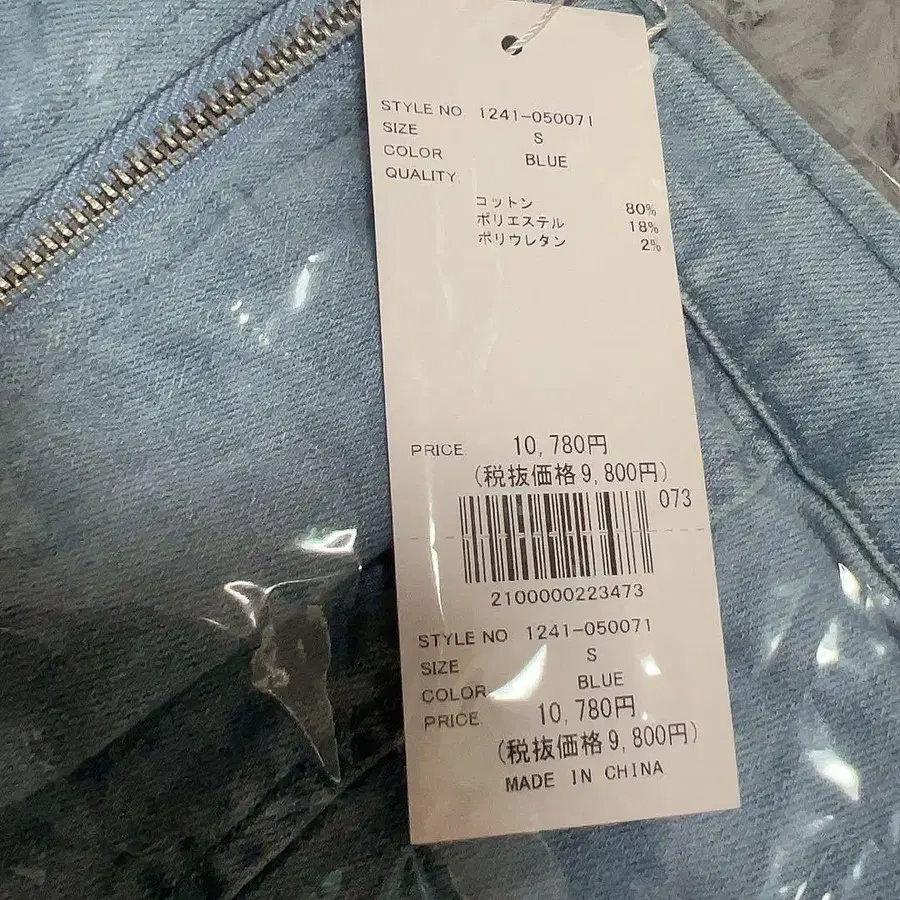 STYLE NO 1241-050071
SIZE S
COLOR BLUE
QUALITY
コットン 80%
ポリエステル 18%
ポリウレタン 2%
PRICE 10,780円
(税抜価格9,800円)
073
2100000223473
STYLE NO 1241-050071
SIZE S
COLOR BLUE
PRICE 10,780円
(税抜価格9,800円)
MADE IN CHINA